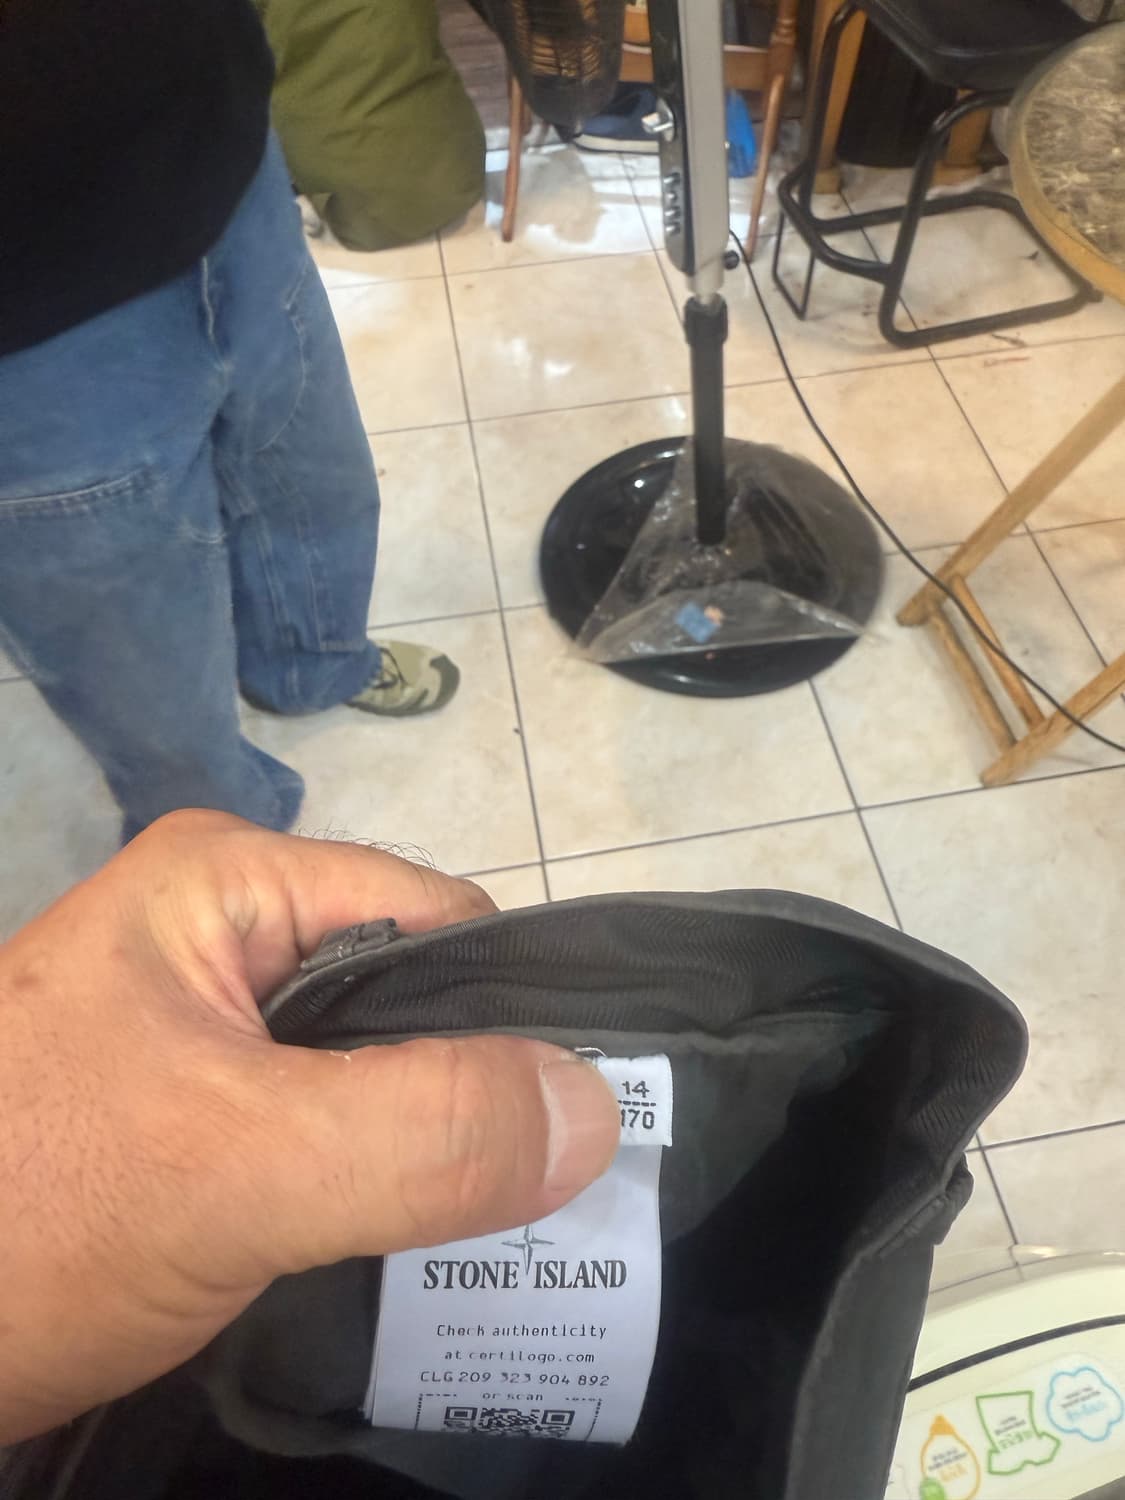 14
170
STONE ISLAND
Check authenticity
at certilogo.com
CLG 209 323 904 892
or scan